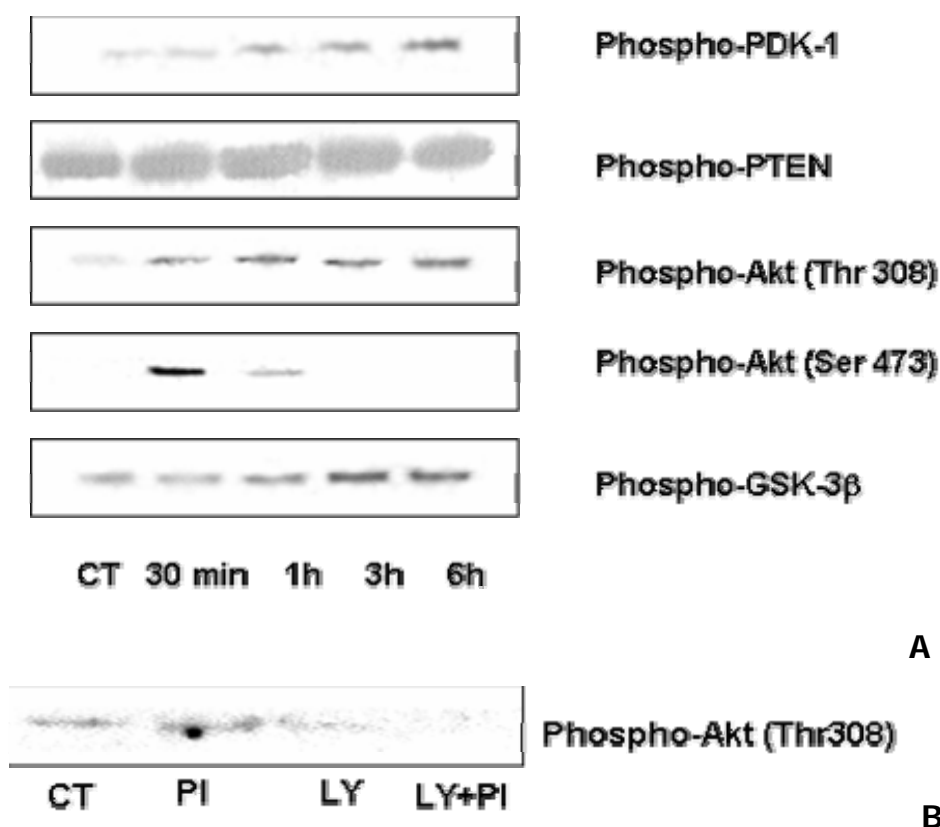 Phospho-PDK-1
Phospho-PTEN
Phospho-Akt (Thr 308)
Phospho-Akt (Ser 473)
Phospho-GSK-3β
CT 30 min 1h 3h 6h
A
Phospho-Akt (Thr308)
CT PI LY LY+PI
B